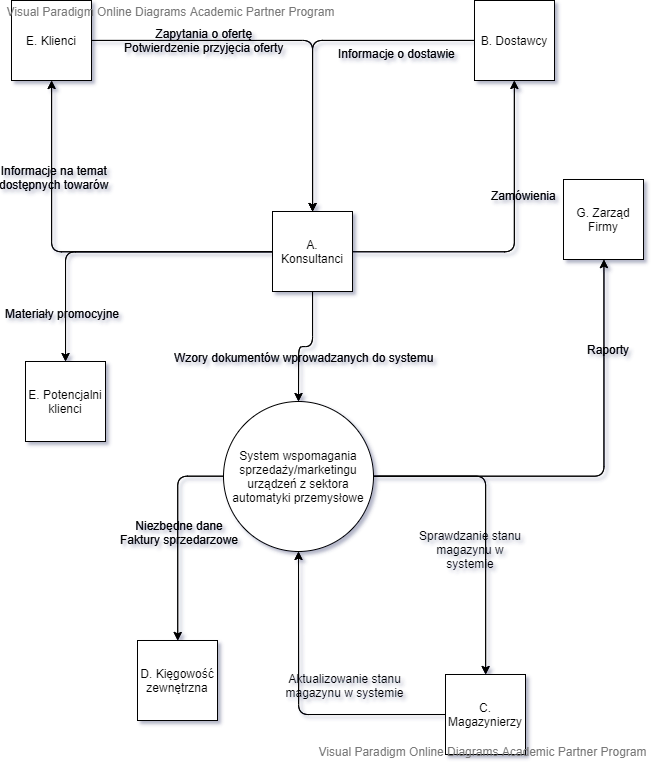 Visual Paradigm Online Diagrams Academic Partner Program
E. Klienci
Zapytania o ofertę
Potwierdzenie przyjęcia oferty
Informacje o dostawie
B. Dostawcy
Informacje na temat
dostępnych towarów
Zamówienia
G. Zarząd
Firmy
A.
Konsultanci
Materiały promocyjne
Raporty
Wzory dokumentów wprowadzanych do systemu
E. Potencjalni
klienci
System wspomagania
sprzedaży/marketingu
urządzeń z sektora
automatyki przemysłowe
Niezbędne dane
Faktury sprzedarzowe
Sprawdzanie stanu
magazynu w
systemie
D. Kięgowość
zewnętrzna
Aktualizowanie stanu
magazynu w systemie
C.
Magazynierzy
Visual Paradigm Online Diagrams Academic Partner Program